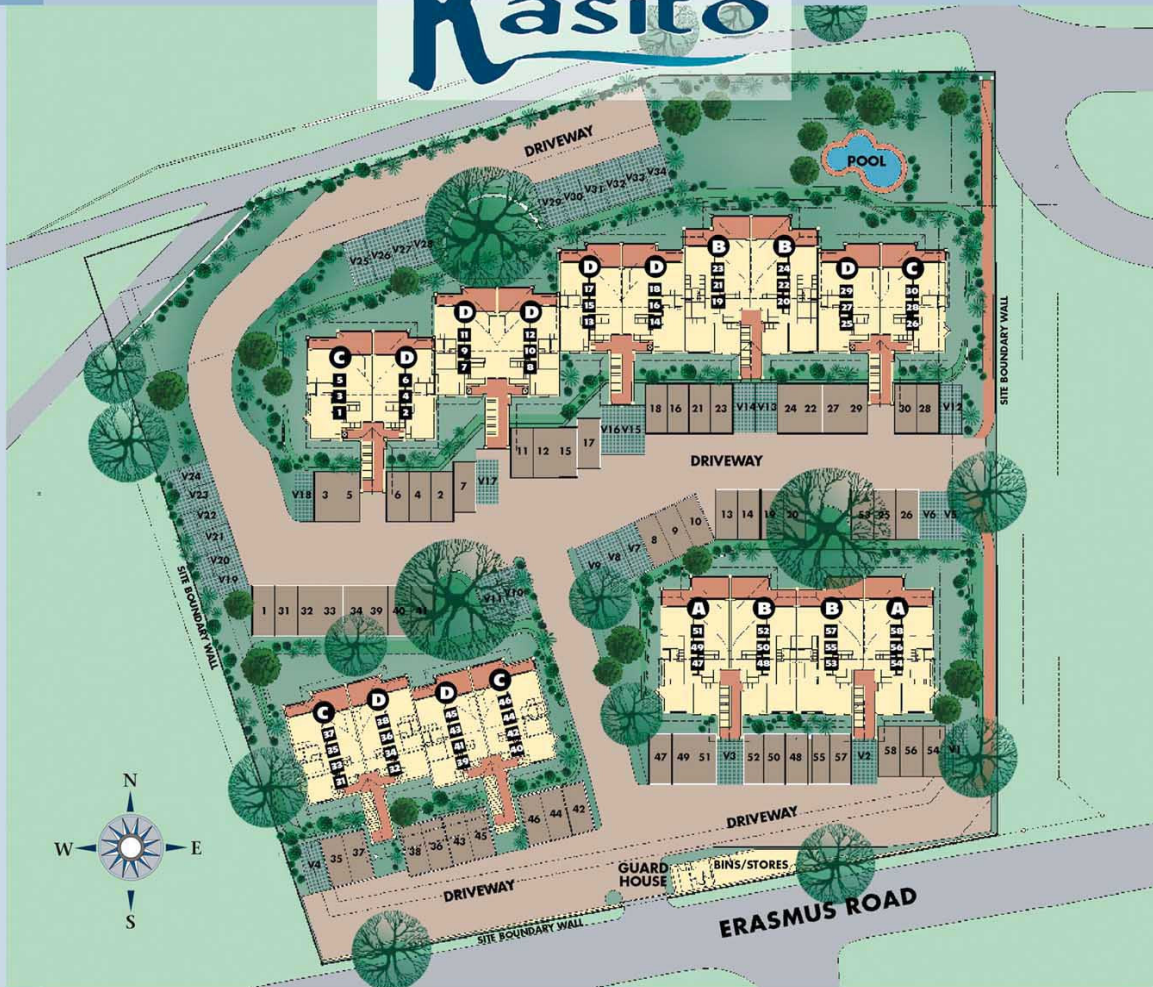 Kasito
DRIVEWAY
POOL
V29 V30 V31 V32 V33 V34
V25 V26 V27 V28
B B
23 24
21 22
19 20
D D
17 18
15 16
13 14
D C
29 30
27 28
25 26
D D
11 12
9 10
7 8
C D
5 6
3 4
1 2
SITE BOUNDARY WALL
18 16 21 23 V14 V13 24 22 27 29 30 28 V12
V16 V15
17
11 12 15
DRIVEWAY
V18 3 5 6 4 2 7 V17
V24
V23
V22
V21
V20
V19
13 14 19 20 53 25 26 V6 V5
V9 V8 V7 8 9 10
SITE BOUNDARY WALL
1 31 32 33 34 39 40 41 V11 V10
A B B A
51 52 57 58
49 50 55 56
47 48 53 54
C D D C
37 38 45 46
35 36 43 44
33 34 41 42
31 32 39 40
47 49 51 V3 52 50 48 55 57 V2 58 56 54 V1
V4 35 37 38 36 43 45 46 44 42
N
W E
S
DRIVEWAY
DRIVEWAY
GUARD
HOUSE
BINS/STORES
SITE BOUNDARY WALL
ERASMUS ROAD